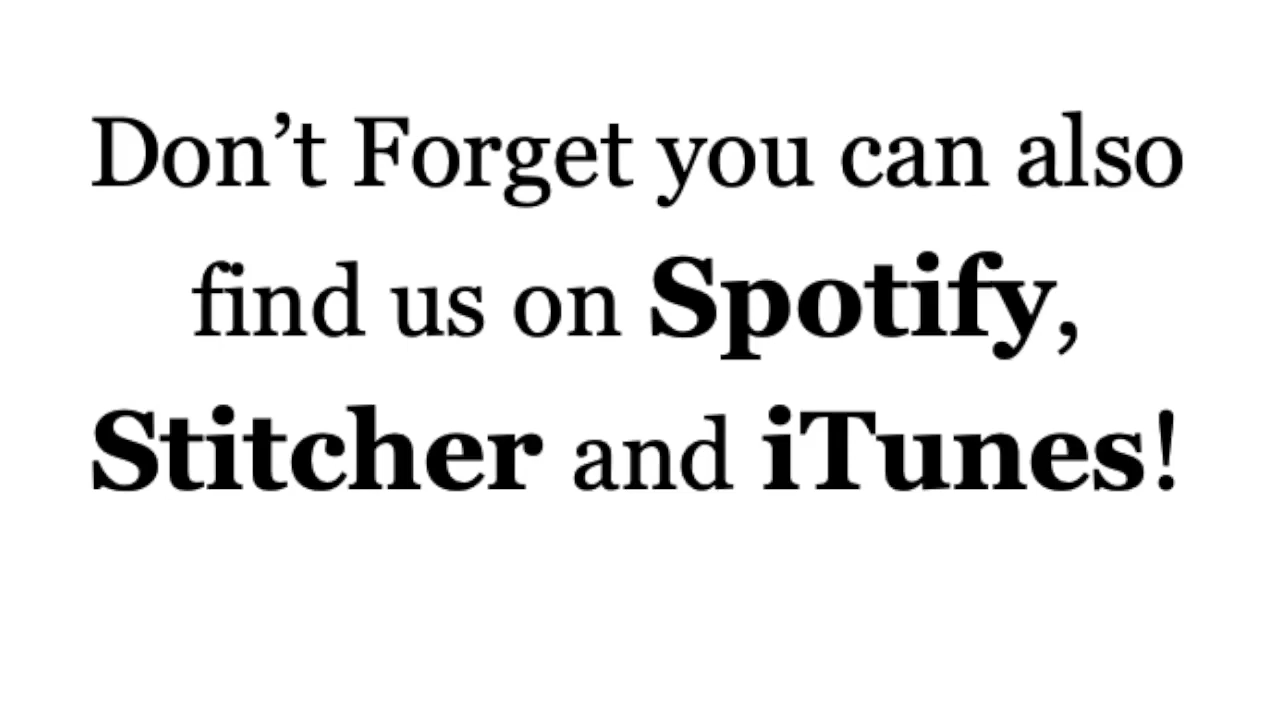 Don’t Forget you can also
find us on Spotify,
Stitcher and iTunes!